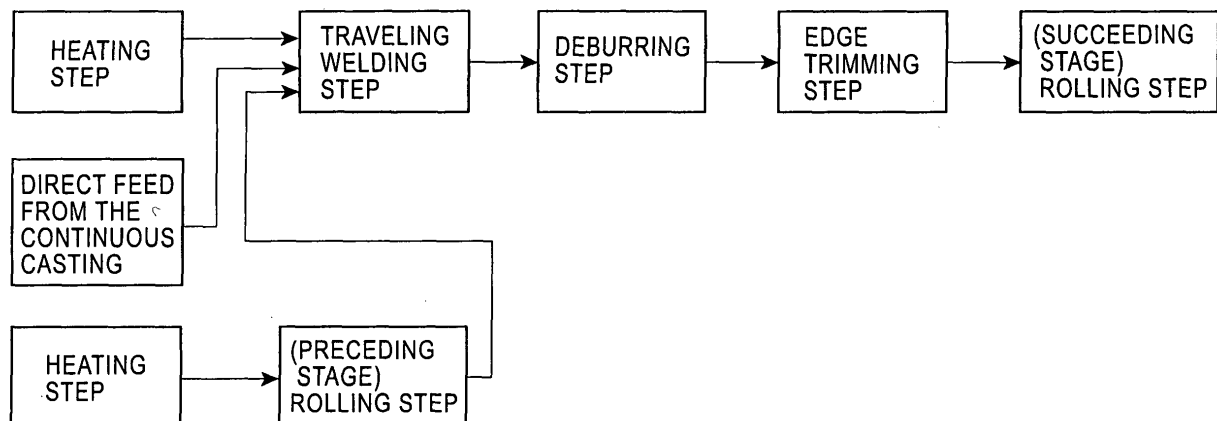 HEATING
STEP
TRAVELING
WELDING
STEP
DEBURRING
STEP
EDGE
TRIMMING
STEP
(SUCCEEDING
STAGE)
ROLLING STEP
DIRECT FEED
FROM THE
CONTINUOUS
CASTING
HEATING
STEP
(PRECEDING
STAGE)
ROLLING STEP